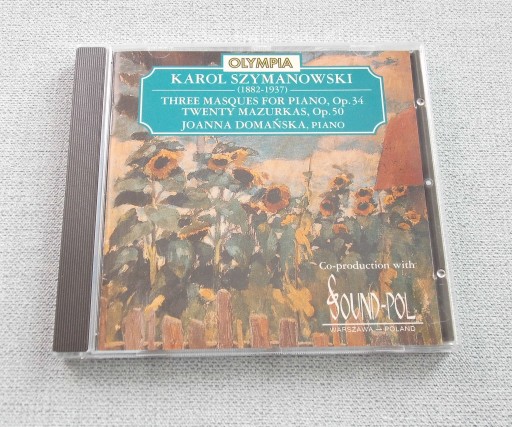 OLYMPIA
KAROL SZYMANOWSKI
(1882-1937)
THREE MASQUES FOR PIANO, Op.34
TWENTY MAZURKAS, Op.50
JOANNA DOMAŃSKA, PIANO
Co-production with
SOUND-POL
WARSZAWA – POLAND